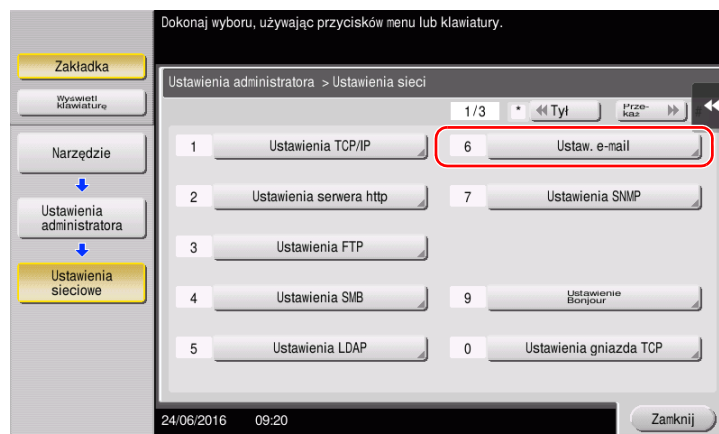 Dokonaj wyboru, używając przycisków menu lub klawiatury.
Zakładka
Wyświetl
klawiaturę
Narzędzie
Ustawienia
administratora
Ustawienia
sieciowe
Ustawienia administratora > Ustawienia sieci
1/3
* Tył
Prze-
każ
1 Ustawienia TCP/IP
6 Ustaw. e-mail
2 Ustawienia serwera http
7 Ustawienia SNMP
3 Ustawienia FTP
4 Ustawienia SMB
9 Ustawienie
Bonjour
5 Ustawienia LDAP
0 Ustawienia gniazda TCP
24/06/2016 09:20
Zamknij